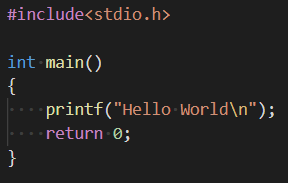 #include<stdio.h>

int main()
{
    printf("Hello World\n");
    return 0;
}